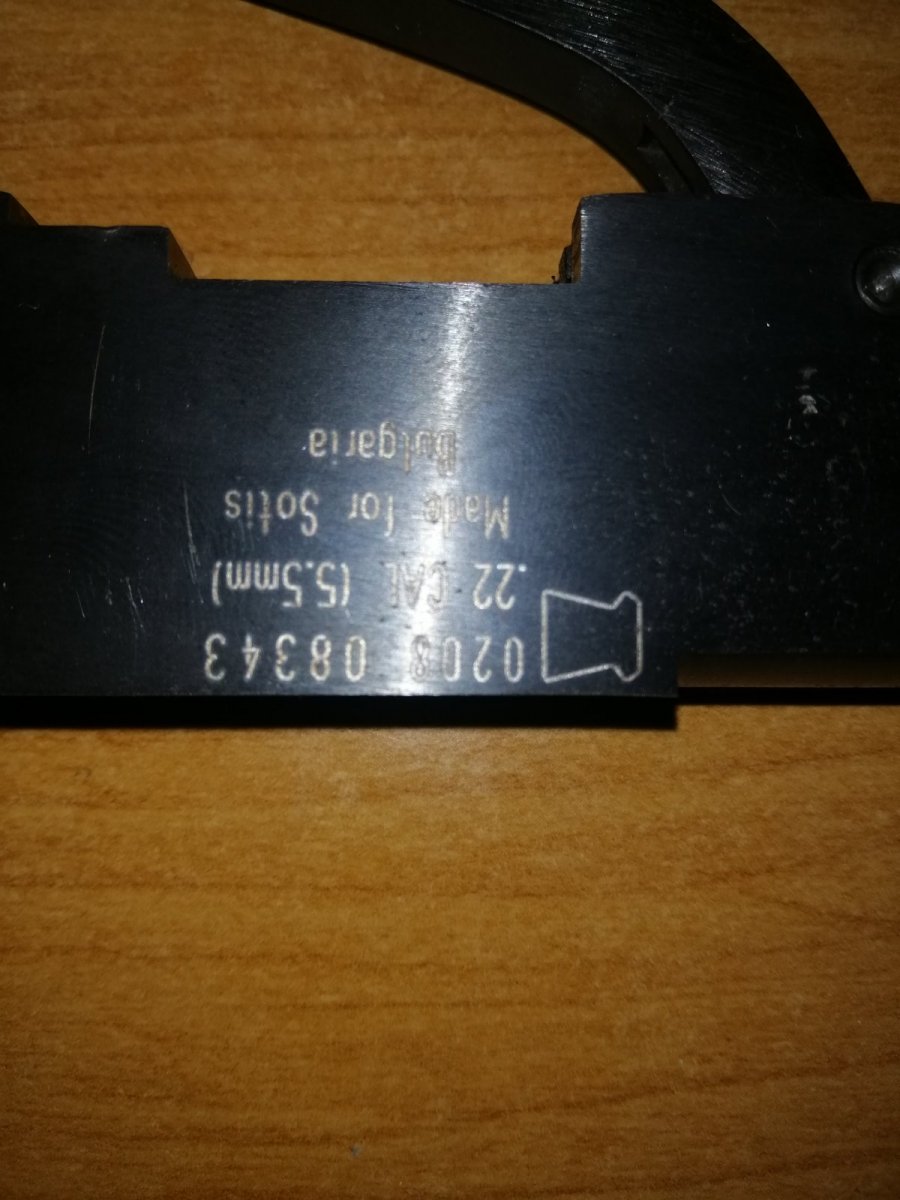 0208 08343
.22 CAL (5.5mm)
Made for Sotis
Bulgaria